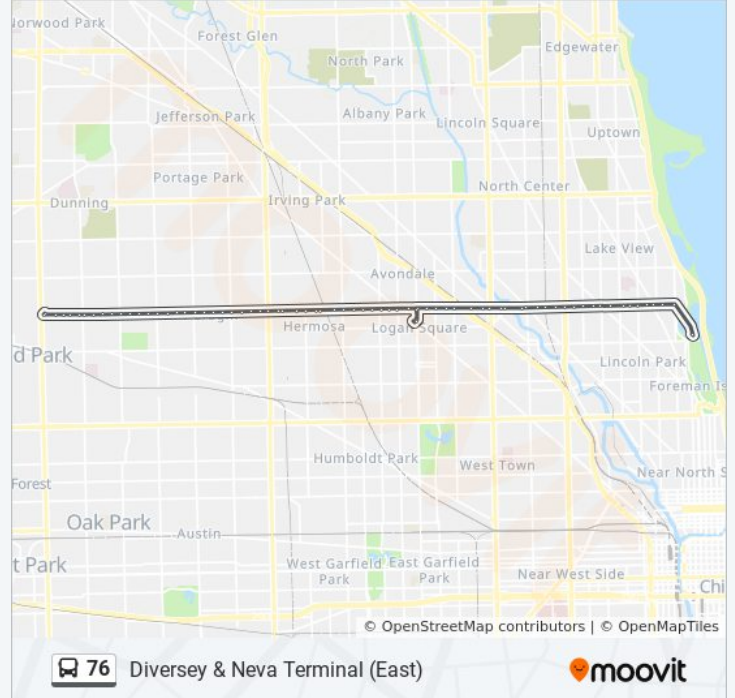 Norwood Park
Forest Glen
Edgewater
North Park
Jefferson Park
Albany Park
Lincoln Square
Uptown
Portage Park
North Center
Dunning
Irving Park
Lake View
Avondale
Hermosa
Logan Square
d Park
Lincoln Park
Foreman Is
Humboldt Park
West Town
Near North S
Forest
Oak Park
Austin
t Park
West Garfield
Park
East Garfield
Park
Near West Side
Chi
© OpenStreetMap contributors | © OpenMapTiles
76
Diversey & Neva Terminal (East)
moovit